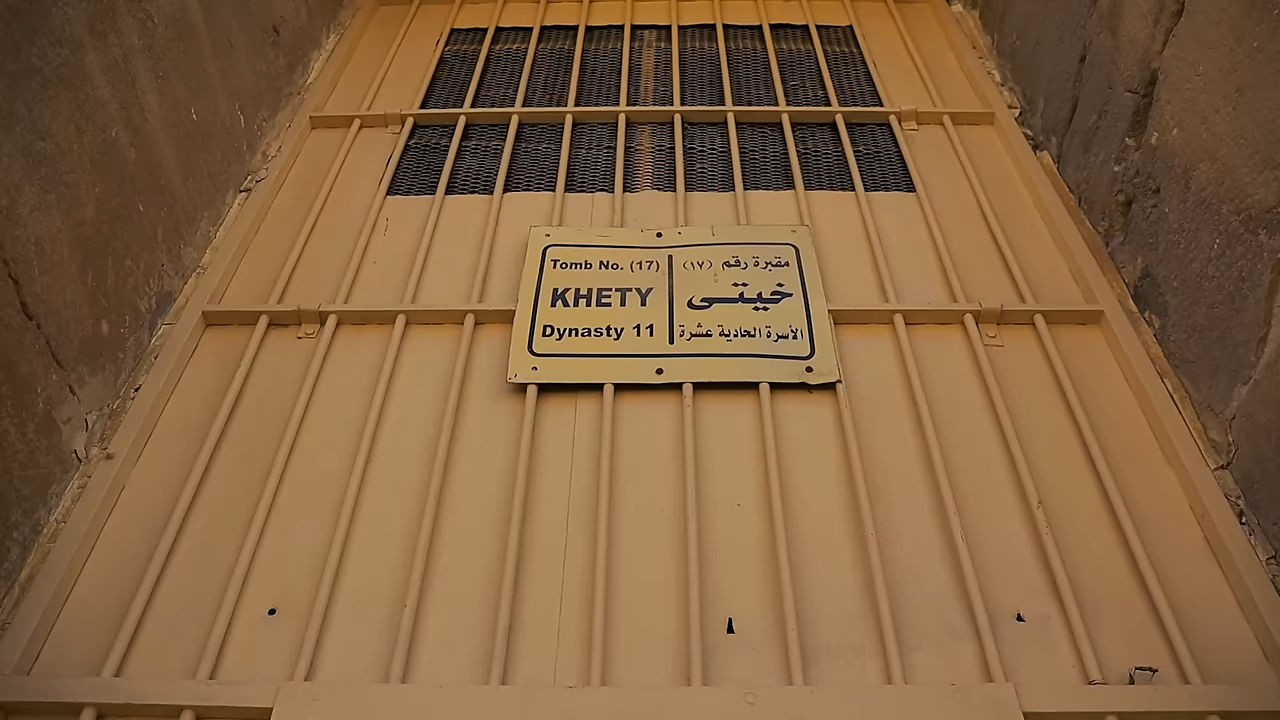 Tomb No. (17)
KHETY
Dynasty 11
مقبرة رقم (١٧)
خيتى
الأسرة الحادية عشرة